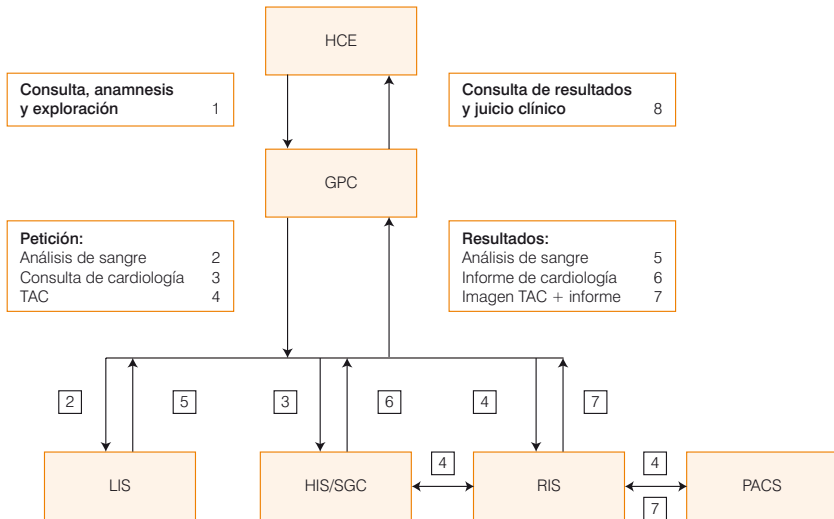 HCE
Consulta, anamnesis
y exploración 1
Consulta de resultados
y juicio clínico 8
GPC
Petición:
Análisis de sangre 2
Consulta de cardiología 3
TAC 4
Resultados:
Análisis de sangre 5
Informe de cardiología 6
Imagen TAC + informe 7
2
5
3
6
4
7
LIS
HIS/SGC
4
RIS
4
7
PACS